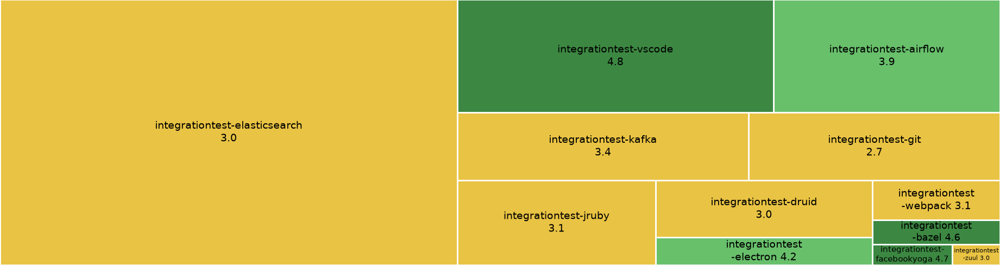 integrationtest-elasticsearch
3.0
integrationtest-vscode
4.8
integrationtest-airflow
3.9
integrationtest-kafka
3.4
integrationtest-git
2.7
integrationtest-jruby
3.1
integrationtest-druid
3.0
integrationtest
-electron 4.2
integrationtest
-webpack 3.1
integrationtest
-bazel 4.6
integrationtest-
facebookyoga 4.7
integrationtest
-zuul 3.0